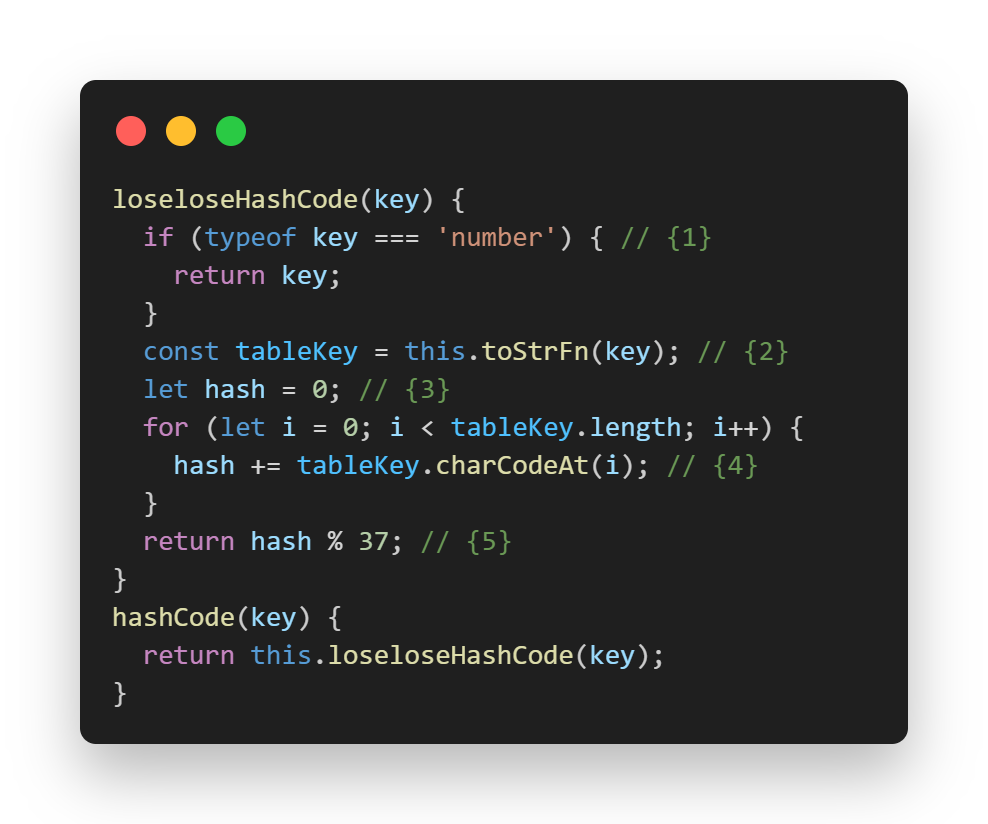 loseloseHashCode(key) {
  if (typeof key === 'number') { // {1}
    return key;
  }
  const tableKey = this.toStrFn(key); // {2}
  let hash = 0; // {3}
  for (let i = 0; i < tableKey.length; i++) {
    hash += tableKey.charCodeAt(i); // {4}
  }
  return hash % 37; // {5}
}
hashCode(key) {
  return this.loseloseHashCode(key);
}